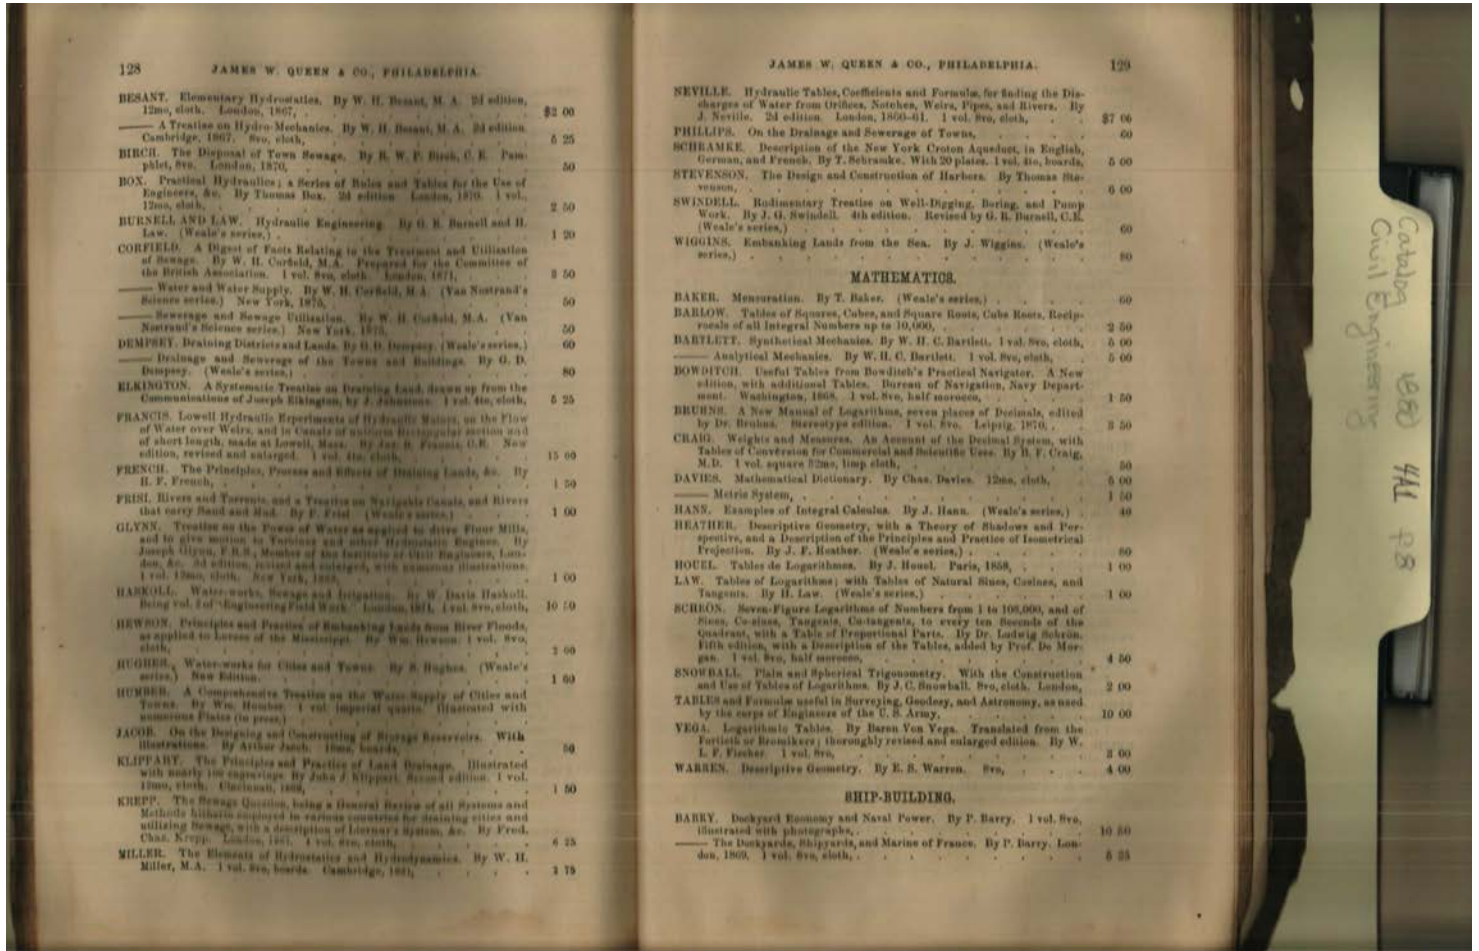 128 JAMES W. QUEEN & CO., PHILADELPHIA.
BESANT. Elementary Hydrostatics. By W. H. Besant, M. A. 2d edition,
12mo, cloth. London, 1867, . $2 00
—— A Treatise on Hydro-Mechanics. By W. H. Besant, M. A. 2d edition
Cambridge, 1867. 8vo, cloth, 5 25
BIRCH. The Disposal of Town Sewage. By R. W. P. Birch, C. E. Pam-
phlet, 8vo. London, 1870, 50
BOX. Practical Hydraulics; a Series of Rules and Tables for the Use of
Engineers, &c. By Thomas Box. 2d edition London, 1870. 1 vol.,
12mo, cloth, 2 50
BURNELL AND LAW. Hydraulic Engineering. By G. R. Burnell and H.
Law. (Weale's series,) 1 20
CORFIELD. A Digest of Facts Relating to the Treatment and Utilisation
of Sewage. By W. H. Corfield, M.A. Prepared for the Committee of
the British Association. 1 vol. 8vo, cloth. London, 1871, 3 50
—— Water and Water Supply. By W. H. Corfield, M.A. (Van Nostrand's
Science series.) New York, 1875, 50
—— Sewerage and Sewage Utilization. By W. H. Corfield, M.A. (Van
Nostrand's Science series.) New York, 1875, 50
DEMPSEY. Draining Districts and Lands. By G. D. Dempsey. (Weale's series,) 60
—— Drainage and Sewerage of the Towns and Buildings. By G. D.
Dempsey. (Weale's series,) 80
ELKINGTON. A Systematic Treatise on Draining Land, drawn up from the
Communications of Joseph Elkington, by J. Johnstone. 1 vol. 4to, cloth, 5 25
FRANCIS. Lowell Hydraulic Experiments of Hydraulic Motors, on the Flow
of Water over Weirs, and in Canals of uniform Rectangular section and
of short length, made at Lowell, Mass. By Jas. B. Francis, C.E. New
edition, revised and enlarged. 1 vol. 4to, cloth, 15 00
FRENCH. The Principles, Process and Effects of Draining Lands, &c. By
H. F. French, 1 50
FRISI. Rivers and Torrents, and a Treatise on Navigable Canals, and Rivers
that carry Sand and Mud. By P. Frisi (Weale's series,) 1 00
GLYNN. Treatise on the Power of Water as applied to drive Flour Mills,
and to give motion to Turbines and other Hydrostatic Engines. By
Joseph Glynn, F.R.S., Member of the Institute of Civil Engineers, Lon-
don, &c. 3d edition, revised and enlarged, with numerous illustrations.
1 vol. 12mo, cloth. New York, 1 00
HASKOLL. Water-works, Sewage and Irrigation. By W. Davis Haskoll.
Being vol. 2 of "Engineering Field Work" London, 1871, 1 vol. 8vo, cloth, 10 50
HEWSON. Principles and Practice of Embanking Lands from River Floods,
as applied to Levees of the Mississippi. By Wm. Hewson. 1 vol. 8vo,
cloth, 2 00
HUGHES. Water-works for Cities and Towns. By S. Hughes. (Weale's
series.) New Edition. 1 60
HUMBER. A Comprehensive Treatise on the Water Supply of Cities and
Towns. By Wm. Humber. 1 vol. imperial quarto. Illustrated with
numerous Plates (in press,)
JACOB. On the Designing and Constructing of Storage Reservoirs. With
Illustrations. By Arthur Jacob. 18mo, boards, 50
KLIPPART. The Principles and Practice of Land Drainage. Illustrated
with nearly 100 engravings. By John J. Klippart. Second edition. 1 vol.
12mo, cloth. Cincinnati, 1 50
KREPP. The Sewage Question, being a General Review of all Systems and
Methods hitherto employed in various countries for draining cities and
utilizing Sewage, with a description of Liernur's System, &c. By Fred.
Chas. Krepp. London, 1867. 1 vol. 8vo, cloth, 6 25
MILLER. The Elements of Hydrostatics and Hydrodynamics. By W. H.
Miller, M.A. 1 vol. 8vo, boards. Cambridge, 2 75
JAMES W. QUEEN & CO., PHILADELPHIA. 129
NEVILLE. Hydraulic Tables, Coefficients and Formulæ, for finding the Dis-
charges of Water from Orifices, Notches, Weirs, Pipes, and Rivers. By
J. Neville. 2d edition. London, 1860-61. 1 vol. 8vo, cloth, $7 00
PHILLIPS. On the Drainage and Sewerage of Towns, 60
SCHRAMKE. Description of the New York Croton Aqueduct, in English,
German, and French. By T. Schramke. With 20 plates. 1 vol. 4to, boards, 5 00
STEVENSON. The Design and Construction of Harbors. By Thomas Ste-
venson, 6 00
SWINDELL. Rudimentary Treatise on Well-Digging, Boring, and Pump
Work. By J. G. Swindell. 4th edition. Revised by G. R. Burnell, C.E.
(Weale's series,) 60
WIGGINS. Embanking Lands from the Sea. By J. Wiggins. (Weale's
series,) 80
MATHEMATICS.
BAKER. Mensuration. By T. Baker. (Weale's series,) 60
BARLOW. Tables of Squares, Cubes, and Square Roots, Cube Roots, Recip-
rocals of all Integral Numbers up to 10,000, 2 50
BARTLETT. Synthetical Mechanics. By W. H. C. Bartlett. 1 vol. 8vo, cloth, 5 00
—— Analytical Mechanics. By W. H. C. Bartlett. 1 vol. 8vo, cloth, 5 00
BOWDITCH. Useful Tables from Bowditch's Practical Navigator. A New
edition, with additional Tables. Bureau of Navigation, Navy Depart-
ment. Washington, 1868. 1 vol. 8vo, half morocco, 1 50
BRUHNS. A New Manual of Logarithms, seven places of Decimals, edited
by Dr. Bruhns. Stereotype edition. 1 vol. 8vo. Leipzig, 1870, 3 50
CRAIG. Weights and Measures. An Account of the Decimal System, with
Tables of Conversion for Commercial and Scientific Uses. By B. F. Craig,
M.D. 1 vol. square 32mo, limp cloth, 50
DAVIES. Mathematical Dictionary. By Chas. Davies. 12mo, cloth, 5 00
—— Metric System, 1 50
HANN. Examples of Integral Calculus. By J. Hann. (Weale's series,) 40
HEATHER. Descriptive Geometry, with a Theory of Shadows and Per-
spective, and a Description of the Principles and Practice of Isometrical
Projection. By J. F. Heather. (Weale's series,) 80
HOUEL. Tables de Logarithmes. By J. Houel. Paris, 1858, 1 00
LAW. Tables of Logarithms; with Tables of Natural Sines, Cosines, and
Tangents. By H. Law. (Weale's series,) 1 00
SCHRON. Seven-Figure Logarithms of Numbers from 1 to 108,000, and of
Sines, Co-sines, Tangents, Co-tangents, to every ten Seconds of the
Quadrant, with a Table of Proportional Parts. By Dr. Ludwig Schrön.
Fifth edition, with a Description of the Tables, added by Prof. De Mor-
gan. 1 vol. 8vo, half morocco, 4 50
SNOWBALL. Plain and Spherical Trigonometry. With the Construction
and Use of Tables of Logarithms. By J. C. Snowball. 8vo, cloth. London, 2 00
TABLES and Formulæ useful in Surveying, Geodesy, and Astronomy, as used
by the corps of Engineers of the U. S. Army, 10 00
VEGA. Logarithmic Tables. By Baron Von Vega. Translated from the
Fortieth or Bremikers; thoroughly revised and enlarged edition. By W.
L. F. Fischer. 1 vol. 8vo, 3 00
WARREN. Descriptive Geometry. By E. S. Warren. 8vo, 4 00
SHIP-BUILDING.
BARRY. Dockyard Economy and Naval Power. By P. Barry. 1 vol. 8vo,
illustrated with photographs, 10 50
—— The Dockyards, Shipyards, and Marine of France. By P. Barry. Lon-
don, 1869. 1 vol. 8vo, cloth, 5 25
Catalog 1880 4A1 P8
Civil Engineering